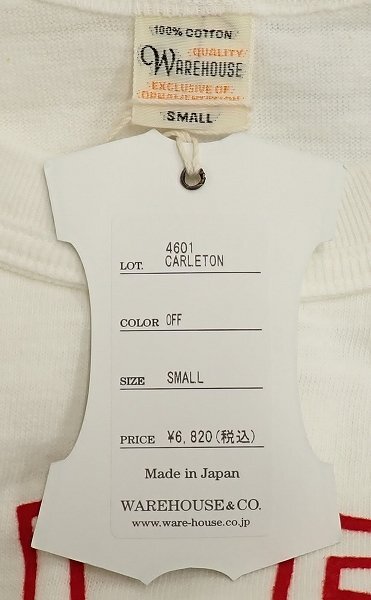 100% COTTON
QUALITY
WAREHOUSE
EXCLUSIVE OF
SMALL
4601
LOT. CARLETON
COLOR OFF
SIZE SMALL
PRICE ¥6,820(税込)
Made in Japan
WAREHOUSE & CO.
www.ware-house.co.jp